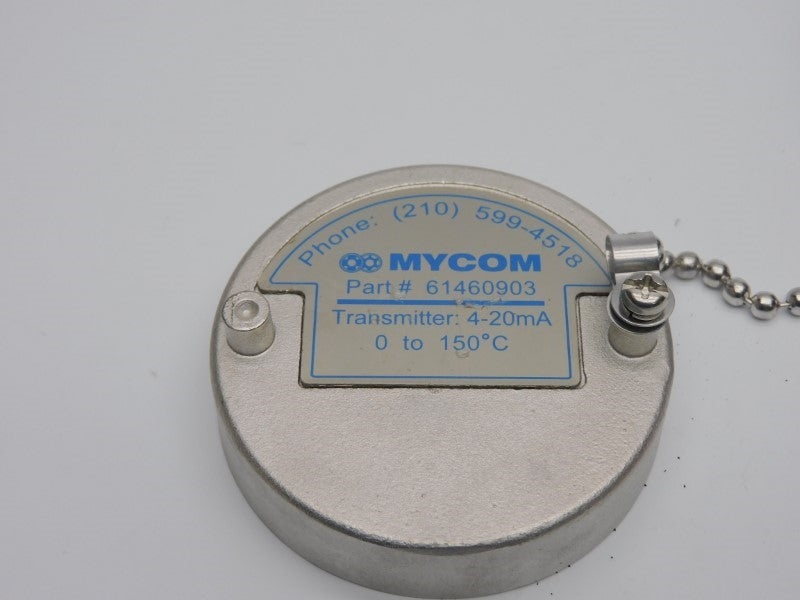 Phone: (210) 599-4518
MYCOM
Part # 61460903
Transmitter: 4-20mA
0 to 150°C